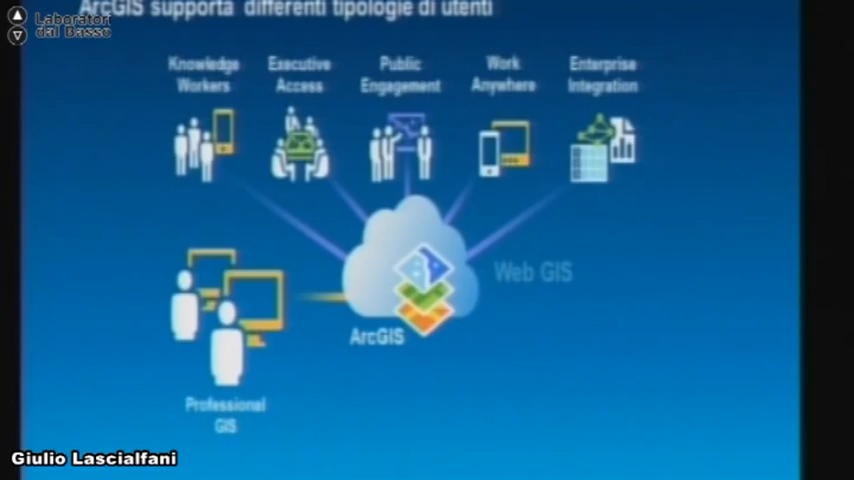 ArcGIS supporta differenti tipologie di utenti
Laboratori
dal Basso
Knowledge
Workers
Executive
Access
Public
Engagement
Work
Anywhere
Enterprise
Integration
Web GIS
ArcGIS
Professional
GIS
Giulio Lascialfani